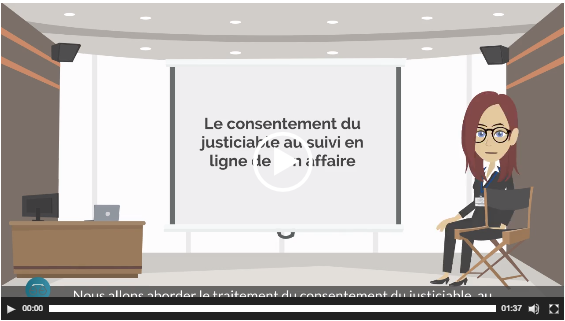 Le consentement du
justiciable au suivi en
ligne de affaire
Nous allons aborder le traitement du consentement du justiciable, au
00:00 01:37